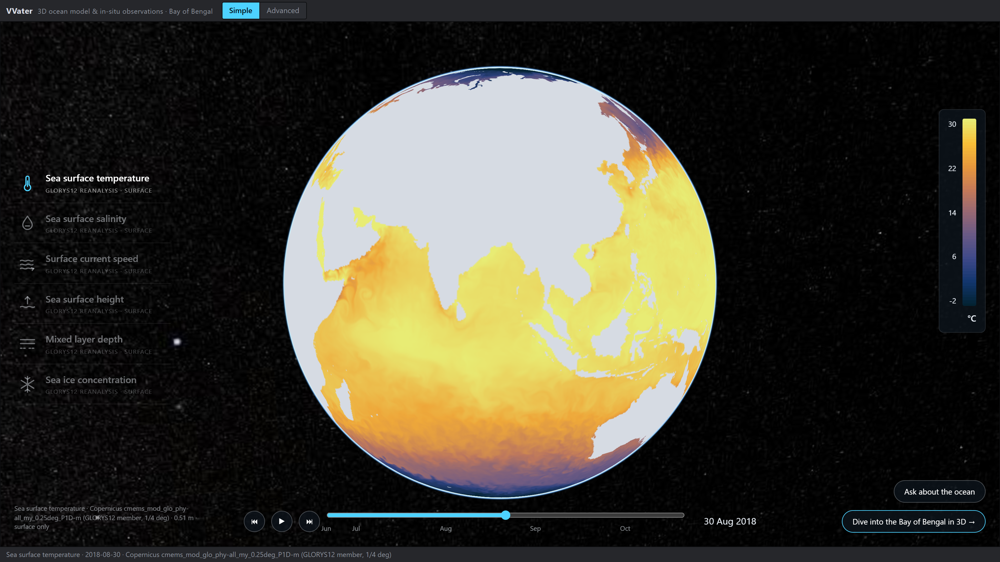 VVater 3D ocean model & in-situ observations · Bay of Bengal Simple Advanced
Sea surface temperature
GLORYS12 REANALYSIS · SURFACE
Sea surface salinity
GLORYS12 REANALYSIS · SURFACE
Surface current speed
GLORYS12 REANALYSIS · SURFACE
Sea surface height
GLORYS12 REANALYSIS · SURFACE
Mixed layer depth
GLORYS12 REANALYSIS · SURFACE
Sea ice concentration
GLORYS12 REANALYSIS · SURFACE
30
22
14
6
-2
°C
Ask about the ocean
Dive into the Bay of Bengal in 3D →
Sea surface temperature · Copernicus cmems_mod_glo_phy-
all_my_0.25deg_P1D-m (GLORYS12 member, 1/4 deg) · 0.51 m ·
surface only
Jun Jul Aug Sep Oct
30 Aug 2018
Sea surface temperature · 2018-08-30 · Copernicus cmems_mod_glo_phy-all_my_0.25deg_P1D-m (GLORYS12 member, 1/4 deg)